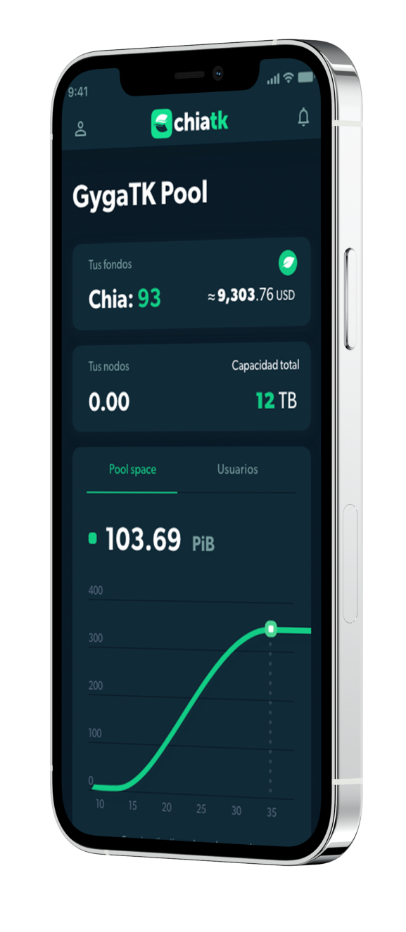 9:41
chiatk
GygaTK Pool
Tus fondos
Chia: 93 ≈ 9,303.76 USD
Tus nodos Capacidad total
0.00 12 TB
Pool space Usuarios
103.69 PiB
400
300
200
100
0
10 15 20 25 30 35